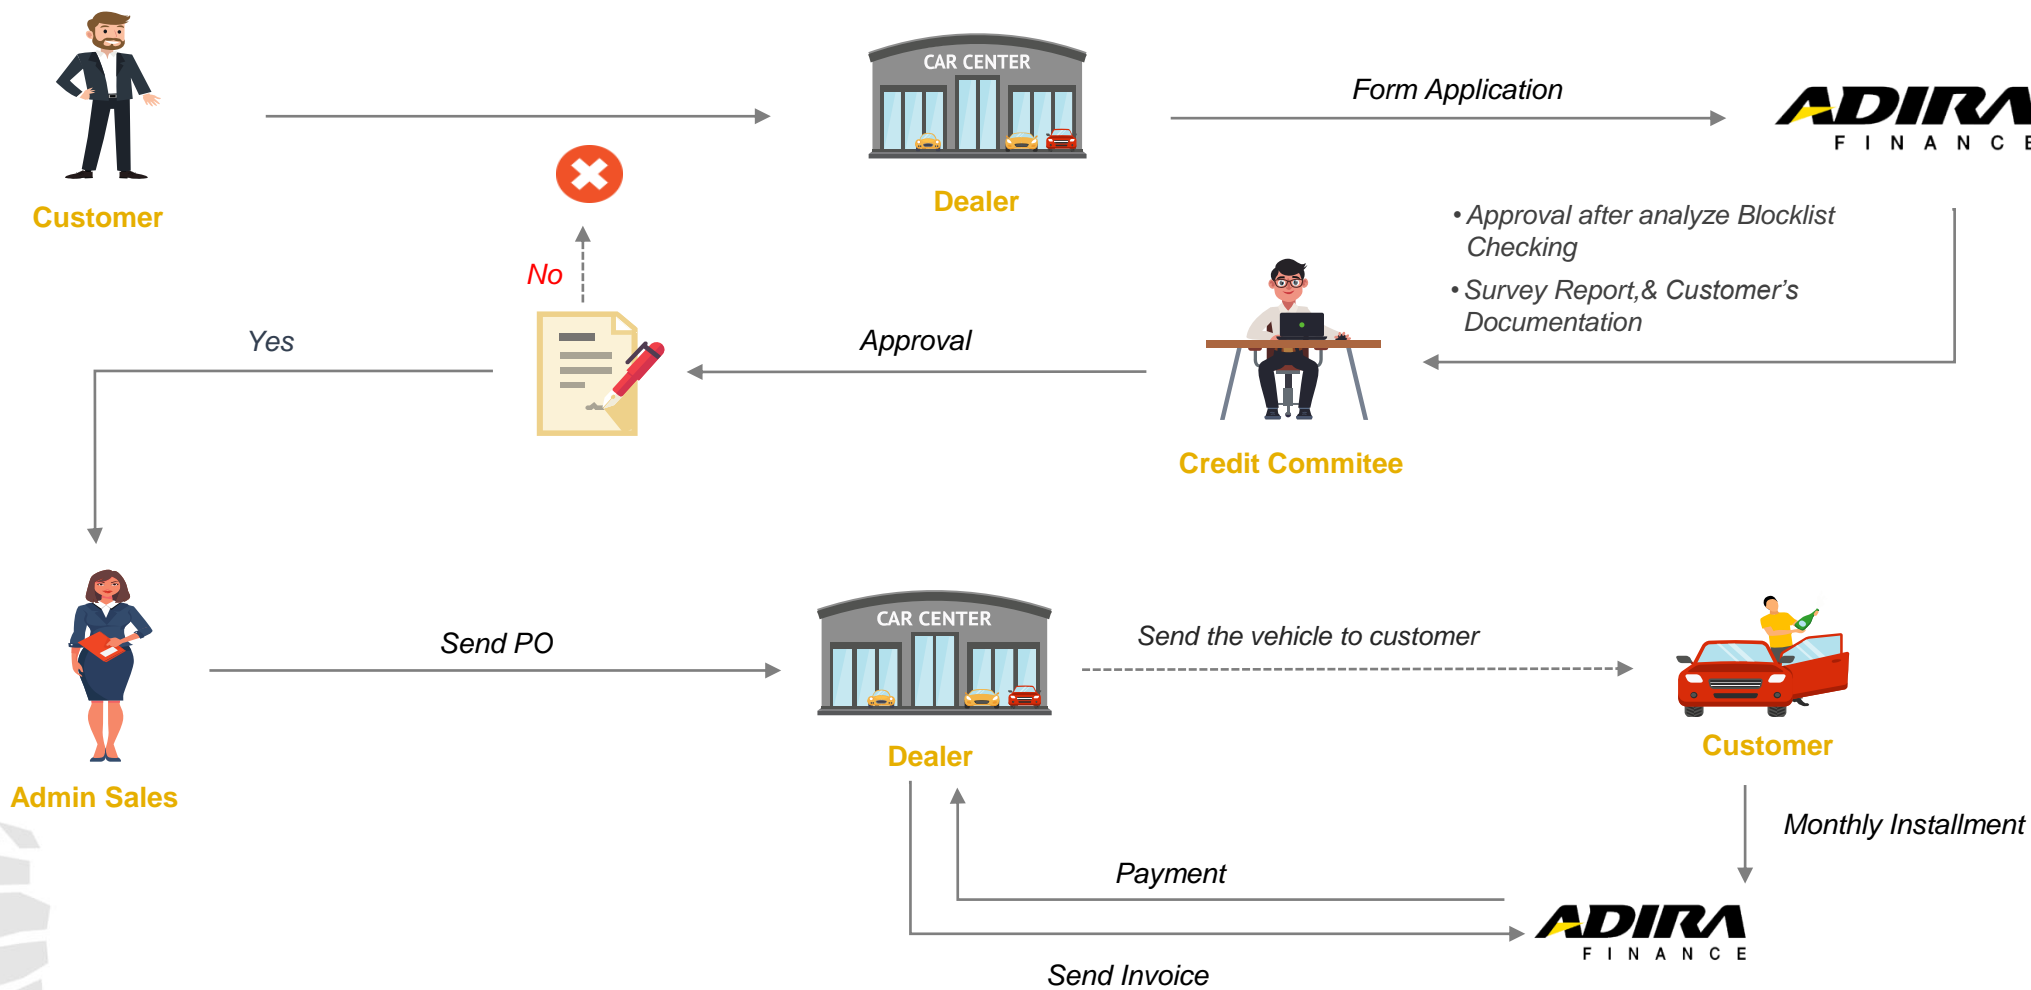 CAR CENTER
Form Application
ADIRA
FINANCE
Customer
Dealer
• Approval after analyze Blocklist
Checking
• Survey Report,& Customer's
Documentation
No
Yes
Approval
Credit Commitee
CAR CENTER
Send PO
Send the vehicle to customer
Dealer
Customer
Admin Sales
Monthly Installment
Payment
ADIRA
FINANCE
Send Invoice